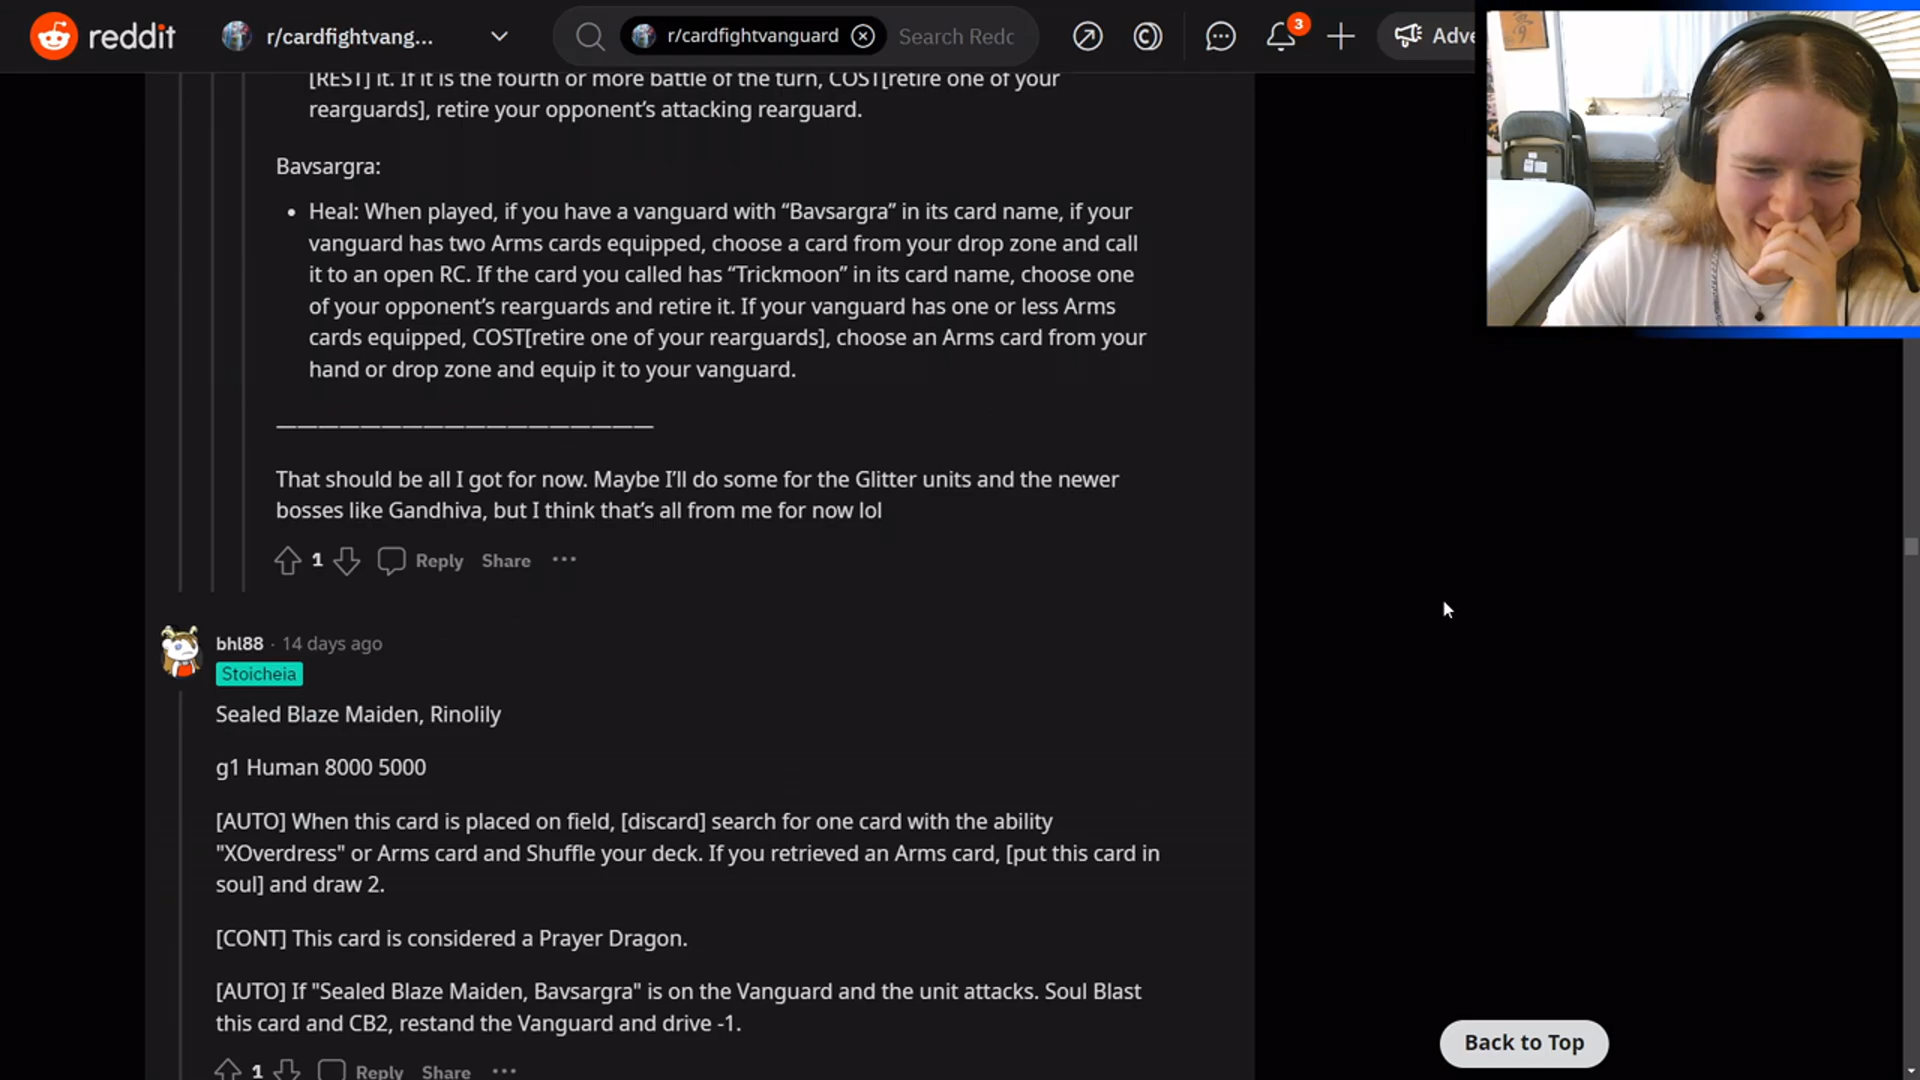 reddit
r/cardfightvang...
r/cardfightvanguard
Search Redc
3
Adve
[REST] it. If it is the fourth or more battle of the turn, COST[retire one of your
rearguards], retire your opponent's attacking rearguard.
Bavsargra:
• Heal: When played, if you have a vanguard with “Bavsargra” in its card name, if your
vanguard has two Arms cards equipped, choose a card from your drop zone and call
it to an open RC. If the card you called has “Trickmoon” in its card name, choose one
of your opponent’s rearguards and retire it. If your vanguard has one or less Arms
cards equipped, COST[retire one of your rearguards], choose an Arms card from your
hand or drop zone and equip it to your vanguard.
——————————————————
That should be all I got for now. Maybe I’ll do some for the Glitter units and the newer
bosses like Gandhiva, but I think that’s all from me for now lol
1 Reply Share ...
bhl88 · 14 days ago
Stoicheia
Sealed Blaze Maiden, Rinolily
g1 Human 8000 5000
[AUTO] When this card is placed on field, [discard] search for one card with the ability
"XOverdress" or Arms card and Shuffle your deck. If you retrieved an Arms card, [put this card in
soul] and draw 2.
[CONT] This card is considered a Prayer Dragon.
[AUTO] If "Sealed Blaze Maiden, Bavsargra" is on the Vanguard and the unit attacks. Soul Blast
this card and CB2, restand the Vanguard and drive -1.
1 Reply Share ...
Back to Top